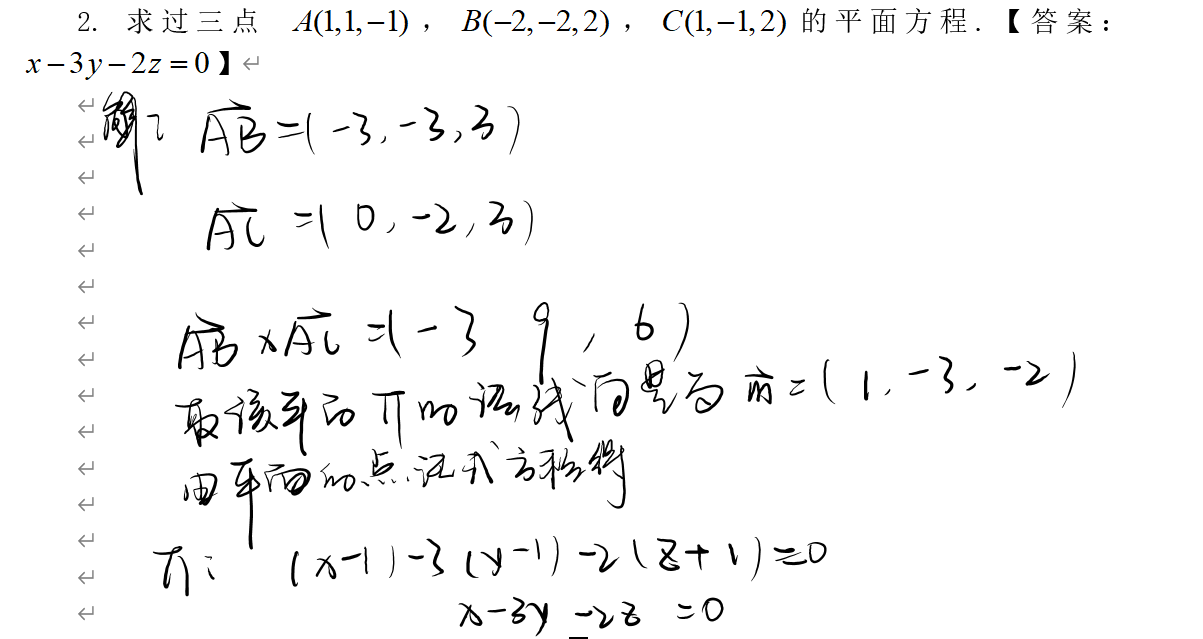 2. 求过三点 A(1,1,−1)，B(−2,−2,2)，C(1,−1,2)的平面方程.【答案：
x−3y−2z=0】
解： AB=(-3,-3,3)
AC=(0,-2,3)
AB×AC=(-3 9,6)
取该平面π的法线向量为 n=(1,-3,-2)
由平面的点法式方程得
π: (x-1)-3(y-1)-2(z+1)=0
x-3y-2z=0